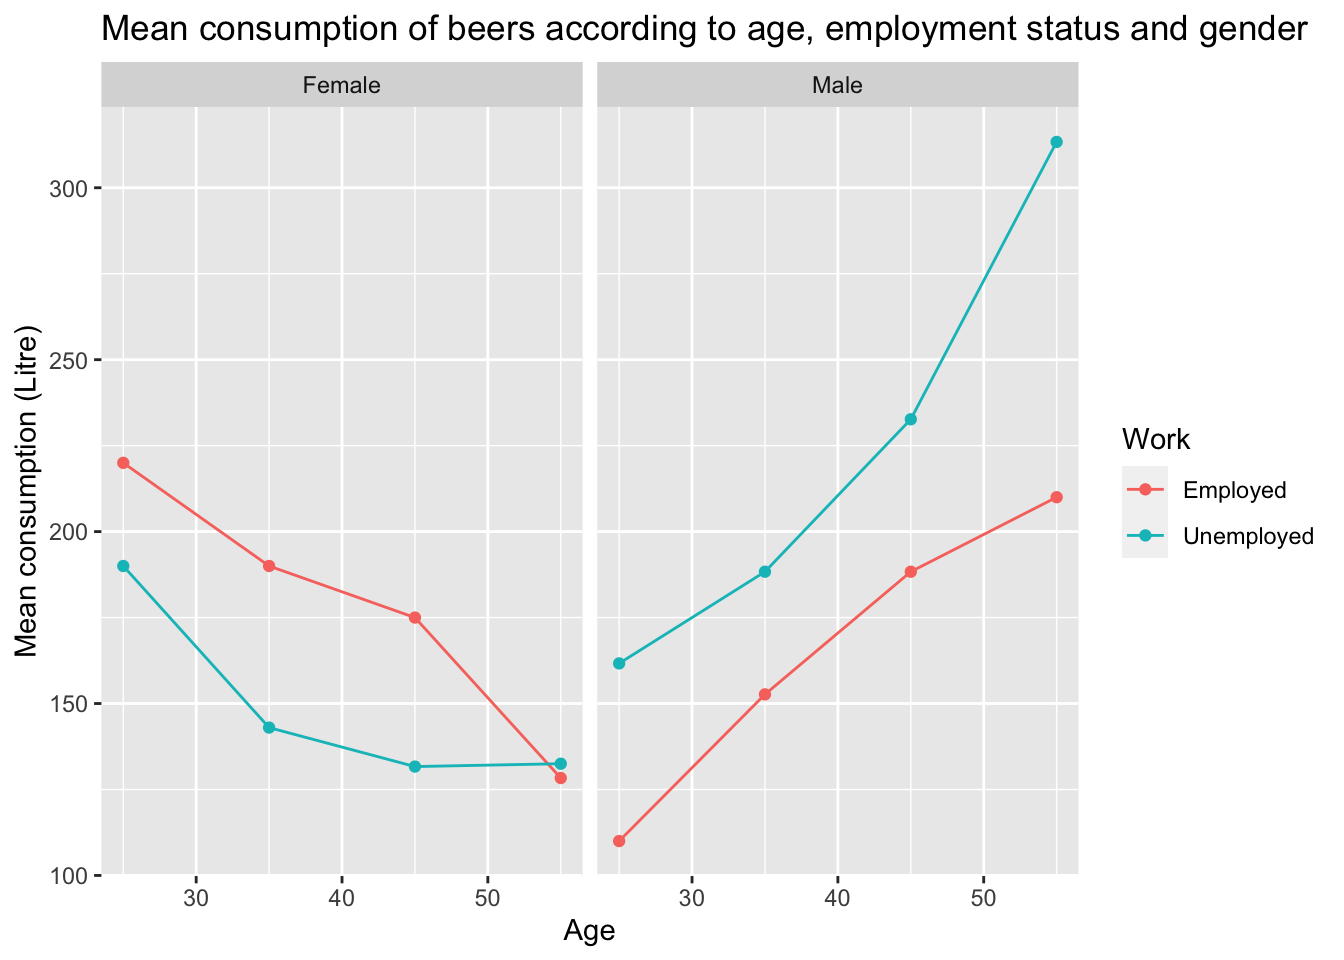 Mean consumption of beers according to age, employment status and gender
Female
Male
300
250
200
150
100
Mean consumption (Litre)
30
40
50
30
40
50
Age
Work
Employed
Unemployed